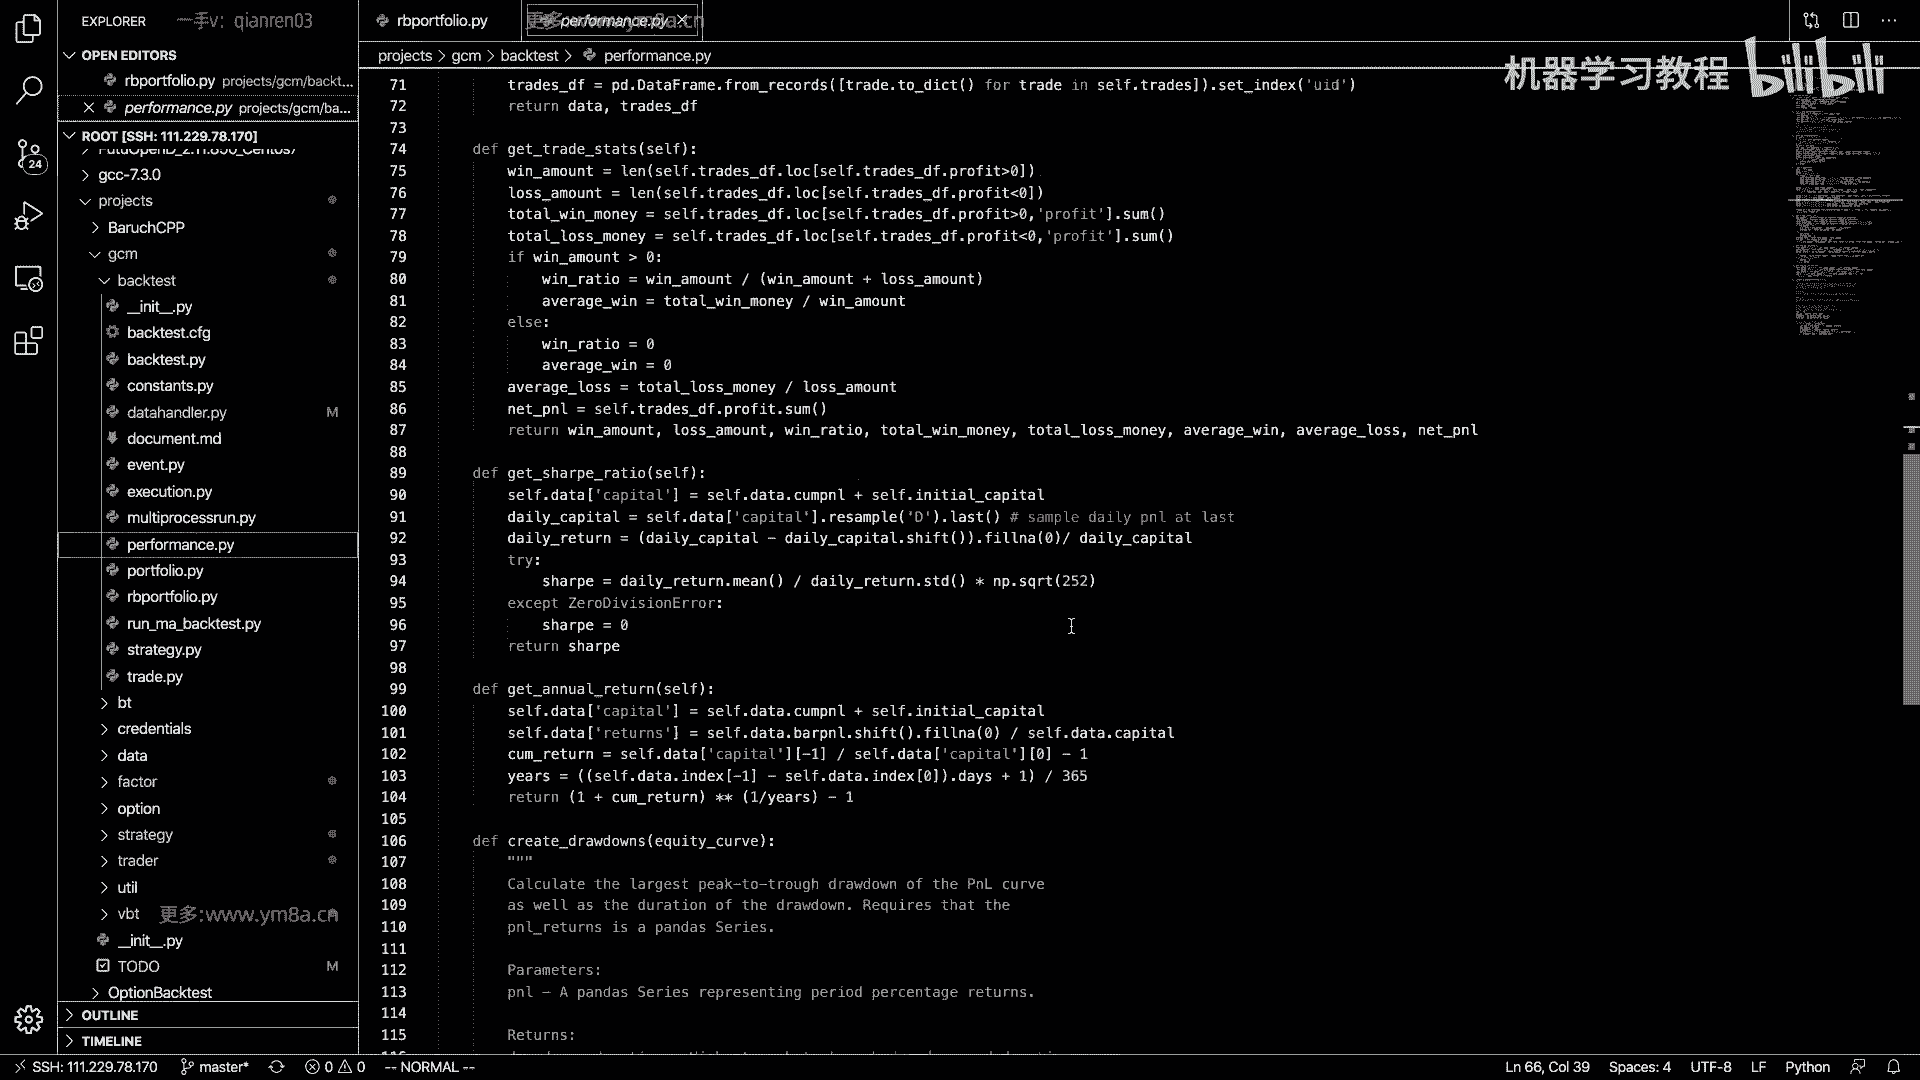 EXPLORER
一手v: qianren03
rbportfolio.py
performance.py
OPEN EDITORS
rbportfolio.py projects/gcm/backt...
performance.py projects/gcm/ba...
projects > gcm > backtest > performance.py
机器学习教程 bilibili
ROOT [SSH: 111.229.78.170]
FutuOpenD_2.11.850_Centos7
gcc-7.3.0
projects
BaruchCPP
gcm
backtest
__init__.py
backtest.cfg
backtest.py
constants.py
datahandler.py M
document.md
event.py
execution.py
multiprocessrun.py
performance.py
portfolio.py
rbportfolio.py
run_ma_backtest.py
strategy.py
trade.py
bt
credentials
data
factor
option
strategy
trader
util
vbt
更多:www.ym8a.cn
__init__.py
TODO M
OptionBacktest
OUTLINE
TIMELINE
24
71 trades_df = pd.DataFrame.from_records([trade.to_dict() for trade in self.trades]).set_index('uid')
72 return data, trades_df
73
74 def get_trade_stats(self):
75 win_amount = len(self.trades_df.loc[self.trades_df.profit>0])
76 loss_amount = len(self.trades_df.loc[self.trades_df.profit<0])
77 total_win_money = self.trades_df.loc[self.trades_df.profit>0,'profit'].sum()
78 total_loss_money = self.trades_df.loc[self.trades_df.profit<0,'profit'].sum()
79 if win_amount > 0:
80 win_ratio = win_amount / (win_amount + loss_amount)
81 average_win = total_win_money / win_amount
82 else:
83 win_ratio = 0
84 average_win = 0
85 average_loss = total_loss_money / loss_amount
86 net_pnl = self.trades_df.profit.sum()
87 return win_amount, loss_amount, win_ratio, total_win_money, total_loss_money, average_win, average_loss, net_pnl
88
89 def get_sharpe_ratio(self):
90 self.data['capital'] = self.data.cumpnl + self.initial_capital
91 daily_capital = self.data['capital'].resample('D').last() # sample daily pnl at last
92 daily_return = (daily_capital - daily_capital.shift()).fillna(0)/ daily_capital
93 try:
94 sharpe = daily_return.mean() / daily_return.std() * np.sqrt(252)
95 except ZeroDivisionError:
96 sharpe = 0
97 return sharpe
98
99 def get_annual_return(self):
100 self.data['capital'] = self.data.cumpnl + self.initial_capital
101 self.data['returns'] = self.data.barpnl.shift().fillna(0) / self.data.capital
102 cum_return = self.data['capital'][-1] / self.data['capital'][0] - 1
103 years = ((self.data.index[-1] - self.data.index[0]).days + 1) / 365
104 return (1 + cum_return) ** (1/years) - 1
105
106 def create_drawdowns(equity_curve):
107 """
108 Calculate the largest peak-to-trough drawdown of the PnL curve
109 as well as the duration of the drawdown. Requires that the
110 pnl_returns is a pandas Series.
111
112 Parameters:
113 pnl - A pandas Series representing period percentage returns.
114
115 Returns:
SSH: 111.229.78.170 master* 0 0 -- NORMAL -- Ln 66, Col 39 Spaces: 4 UTF-8 LF Python